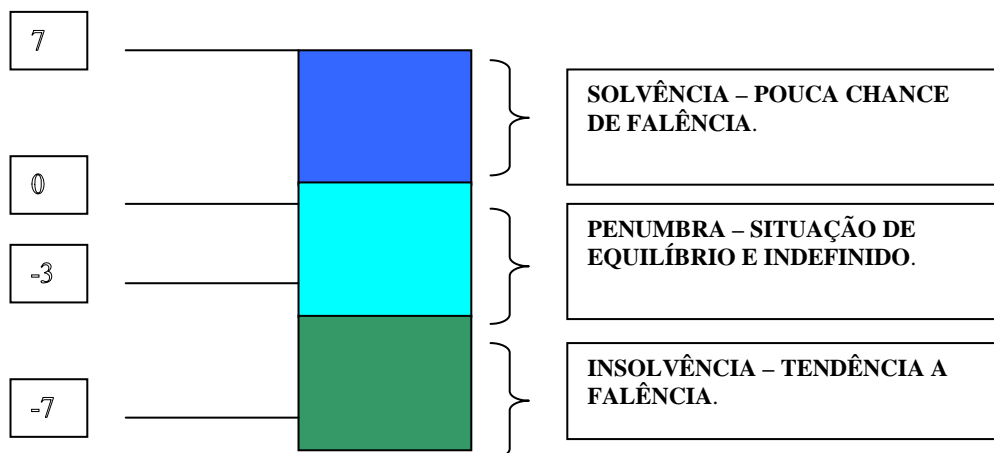 7
SOLVÊNCIA – POUCA CHANCE
DE FALÊNCIA.
0
PENUMBRA – SITUAÇÃO DE
EQUILÍBRIO E INDEFINIDO.
-3
INSOLVÊNCIA – TENDÊNCIA A
FALÊNCIA.
-7